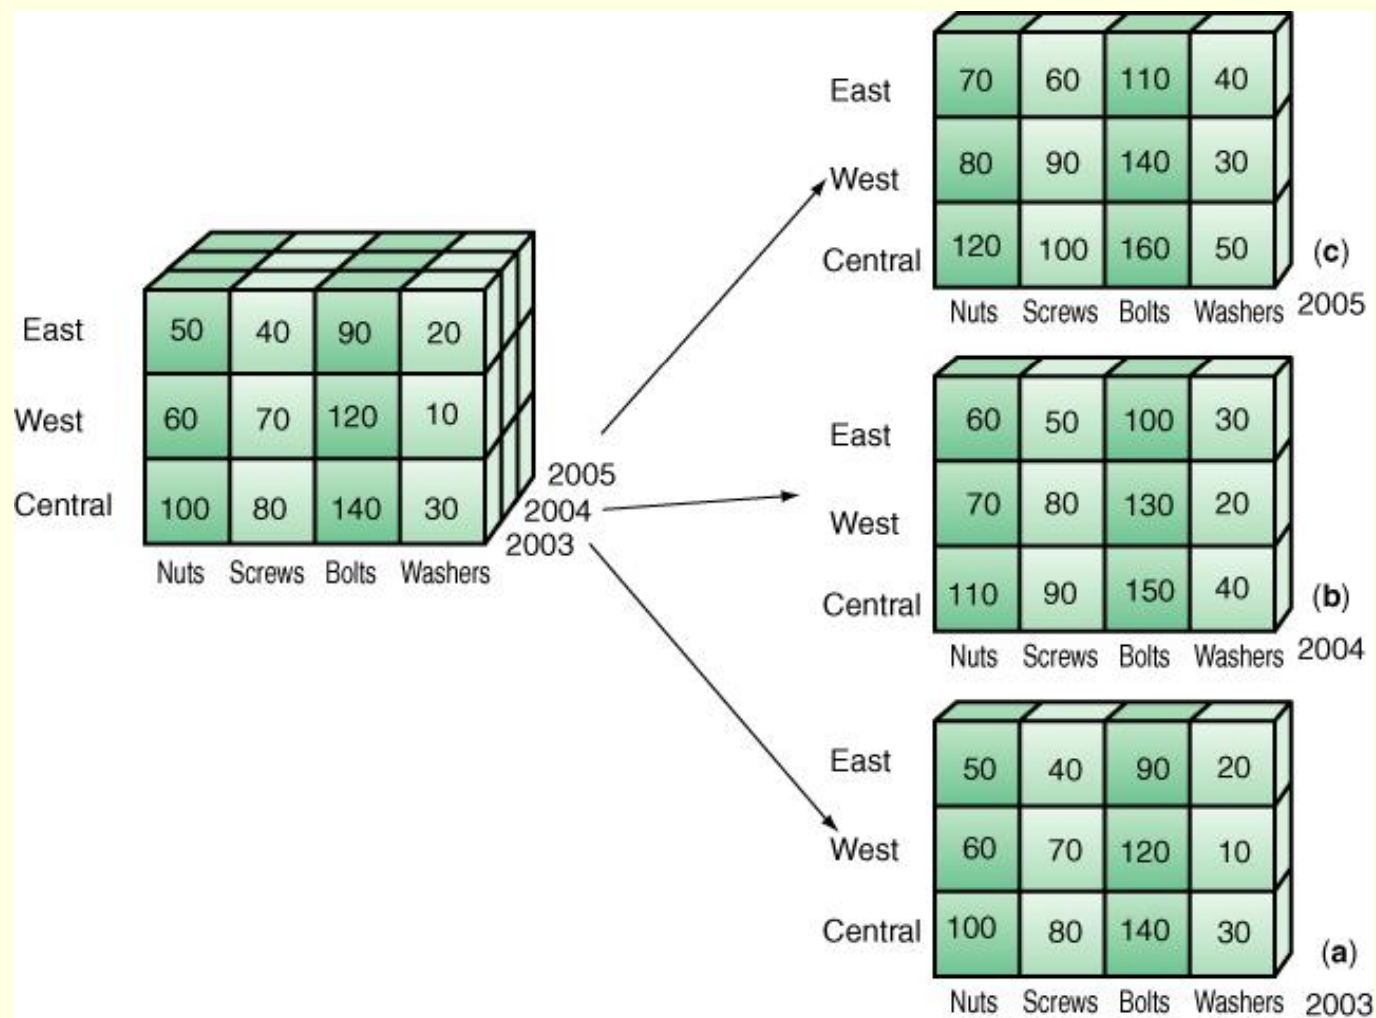 East 50 40 90 20
West 60 70 120 10
Central 100 80 140 30
Nuts Screws Bolts Washers
2005
2004
2003
East 70 60 110 40
West 80 90 140 30
Central 120 100 160 50
(c)
Nuts Screws Bolts Washers 2005
East 60 50 100 30
West 70 80 130 20
Central 110 90 150 40
(b)
Nuts Screws Bolts Washers 2004
East 50 40 90 20
West 60 70 120 10
Central 100 80 140 30
(a)
Nuts Screws Bolts Washers 2003